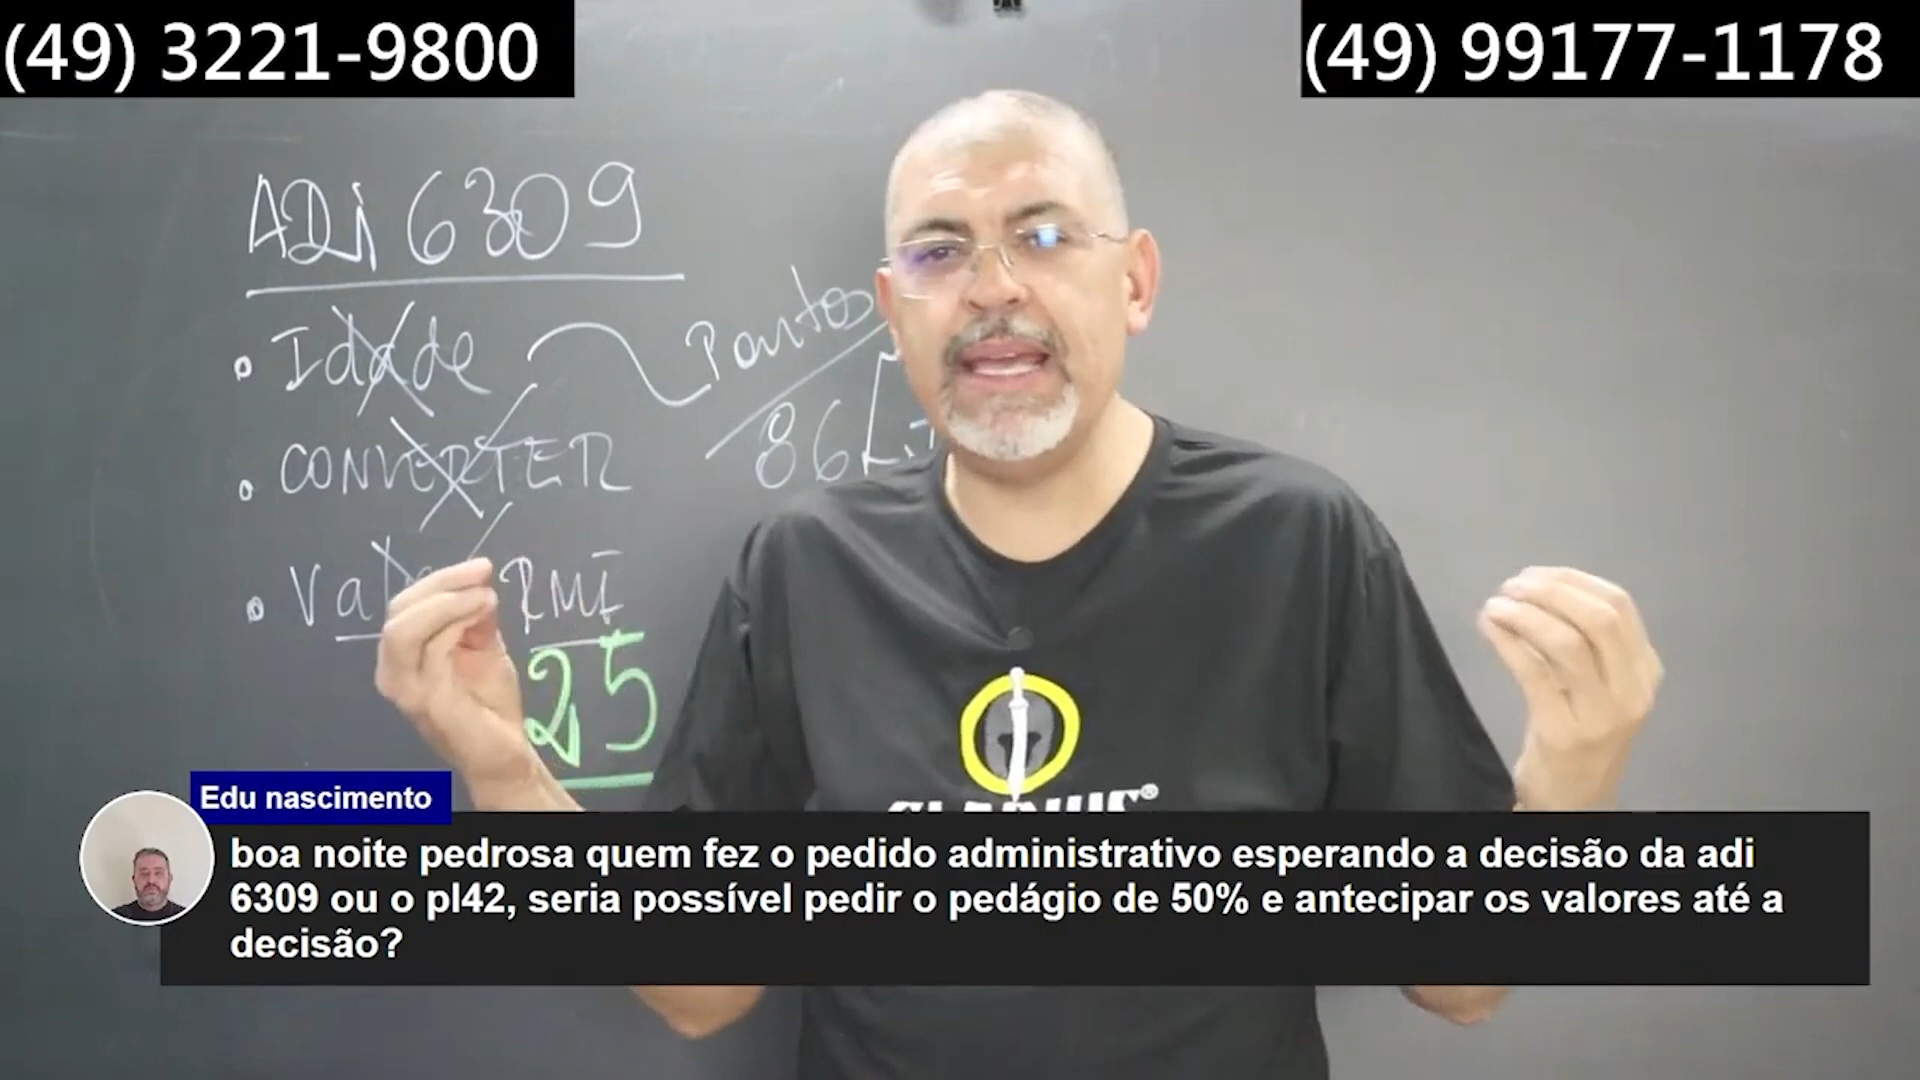 (49) 3221-9800
(49) 99177-1178
ADi 6309
• Idade
Pontos
86
• CONVERTER
RMI
25
GLADIUS®
Edu nascimento
boa noite pedrosa quem fez o pedido administrativo esperando a decisão da adi
6309 ou o pl42, seria possível pedir o pedágio de 50% e antecipar os valores até a
decisão?